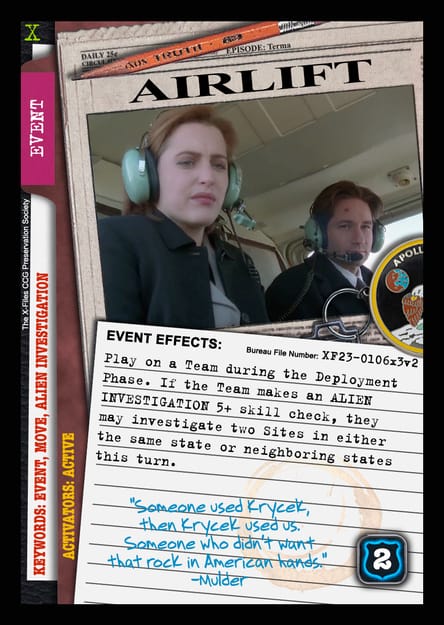 X
DAILY 25¢
EPISODE: Terma
AIRLIFT
EVENT
APOLL
The X-Files CCG Preservation Society
KEYWORDS: EVENT, MOVE, ALIEN INVESTIGATION
ACTIVATORS: ACTIVE
EVENT EFFECTS:
Bureau File Number: XF23-0106x3v2
Play on a Team during the Deployment
Phase. If the Team makes an ALIEN
INVESTIGATION 5+ skill check, they
may investigate two Sites in either
the same state or neighboring states
this turn.
"Someone used Krycek,
then Krycek used us.
Someone who didn't want
that rock in American hands."
-Mulder
2